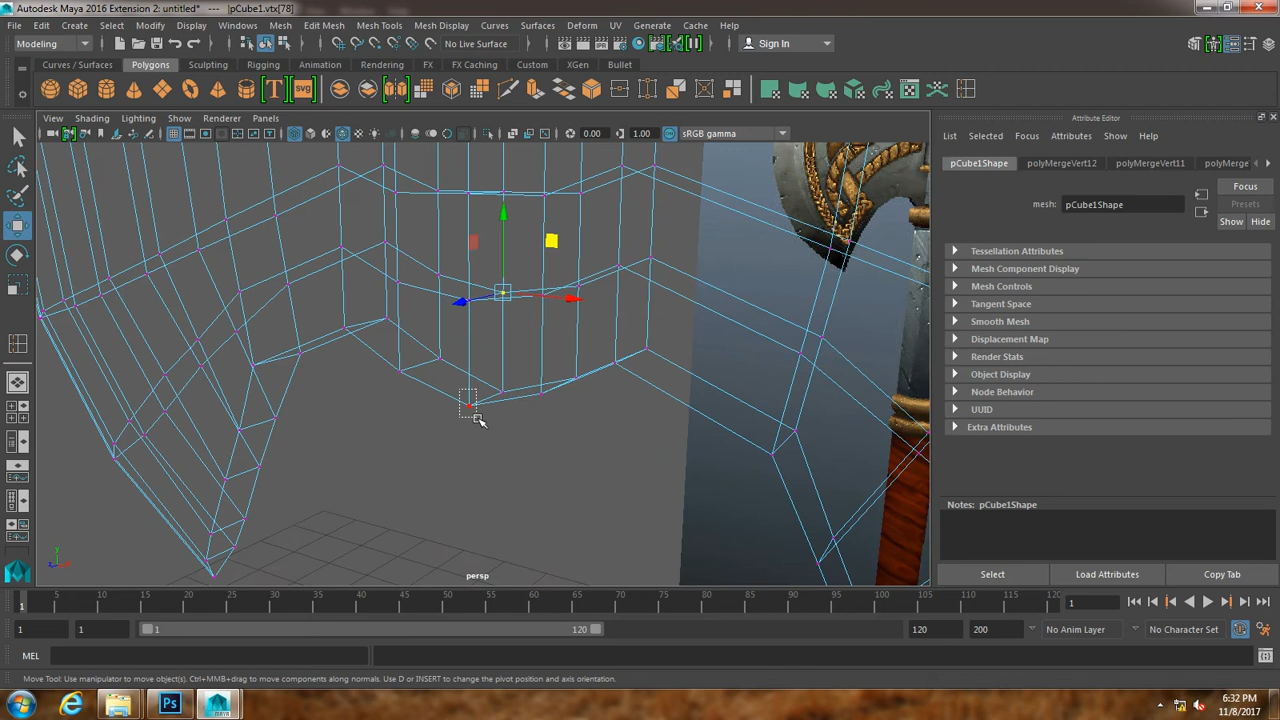 Autodesk Maya 2016 Extension 2: untitled*   ---   |pCube1.vtx[78]
File Edit Create Select Modify Display Windows Mesh Edit Mesh Mesh Tools Mesh Display Curves Surfaces Deform UV Generate Cache Help
Modeling No Live Surface Sign In
Curves / Surfaces Polygons Sculpting Rigging Animation Rendering FX FX Caching Custom XGen Bullet
T SVG
View Shading Lighting Show Renderer Panels
0.00 1.00 sRGB gamma
Attribute Editor
List Selected Focus Attributes Show Help
pCube1Shape polyMergeVert12 polyMergeVert11 polyMerge
Focus
Presets
mesh: pCube1Shape
Show Hide
Tessellation Attributes
Mesh Component Display
Mesh Controls
Tangent Space
Smooth Mesh
Displacement Map
Render Stats
Object Display
Node Behavior
UUID
Extra Attributes
Notes: pCube1Shape
Select Load Attributes Copy Tab
y
persp
1 5 10 15 20 25 30 35 40 45 50 55 60 65 70 75 80 85 90 95 100 105 110 115 120 1
1 1 1 120 120 200 No Anim Layer No Character Set
MEL
Move Tool: Use manipulator to move object(s). Ctrl+MMB+drag to move components along normals. Use D or INSERT to change the pivot position and axis orientation.
Ps
6:32 PM
11/8/2017